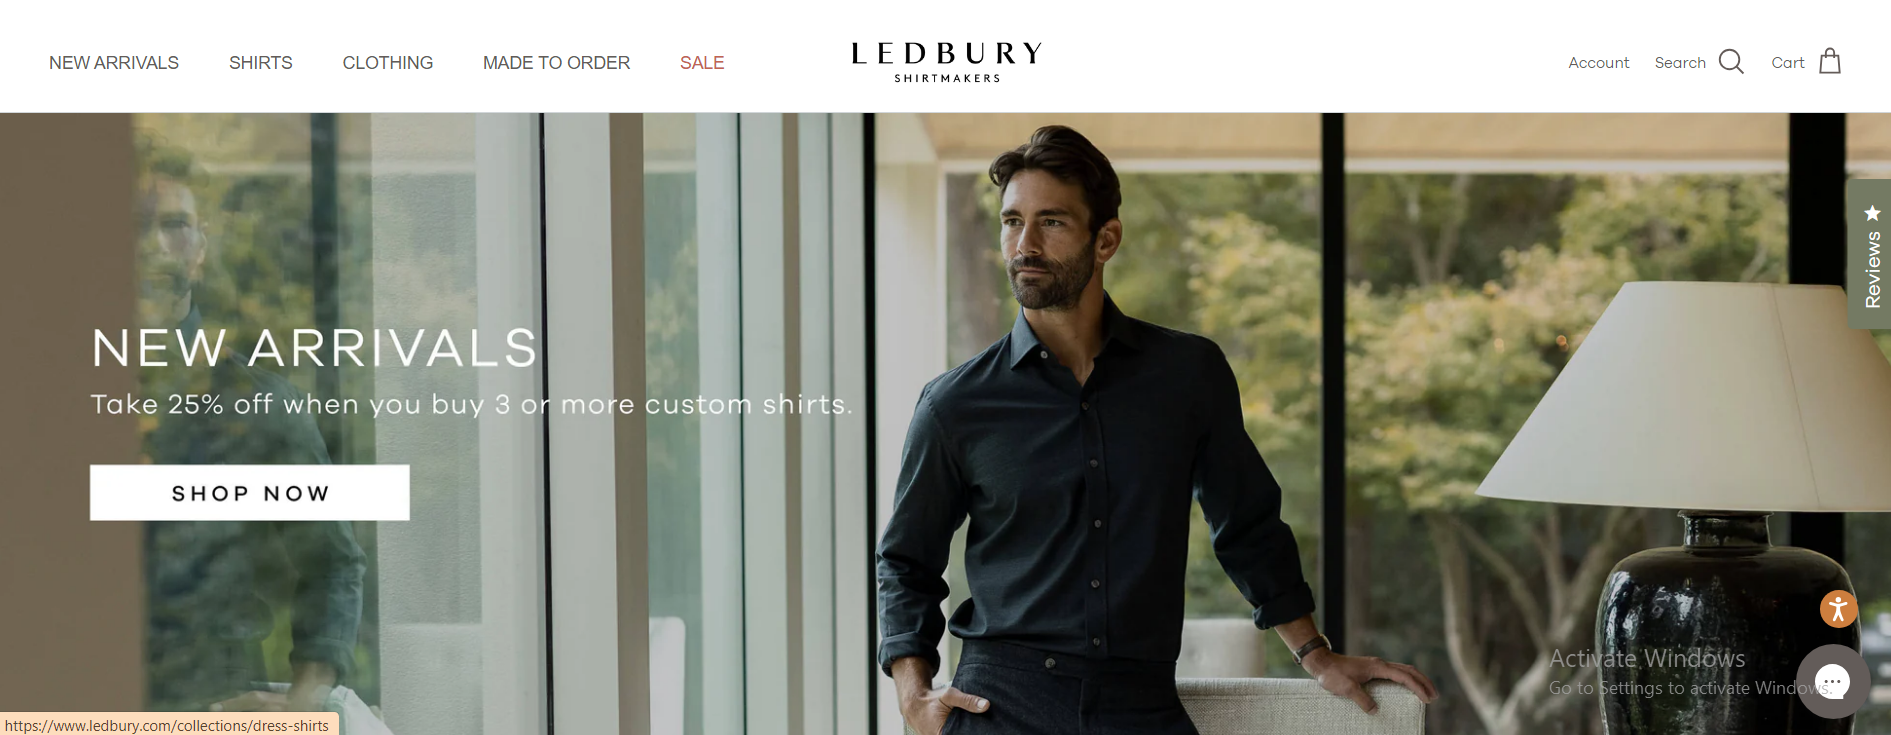 NEW ARRIVALS SHIRTS CLOTHING MADE TO ORDER SALE
LEDBURY
SHIRTMAKERS
Account Search Cart
Reviews
NEW ARRIVALS
Take 25% off when you buy 3 or more custom shirts.
SHOP NOW
Activate Windows
Go to Settings to activate Windows.
https://www.ledbury.com/collections/dress-shirts